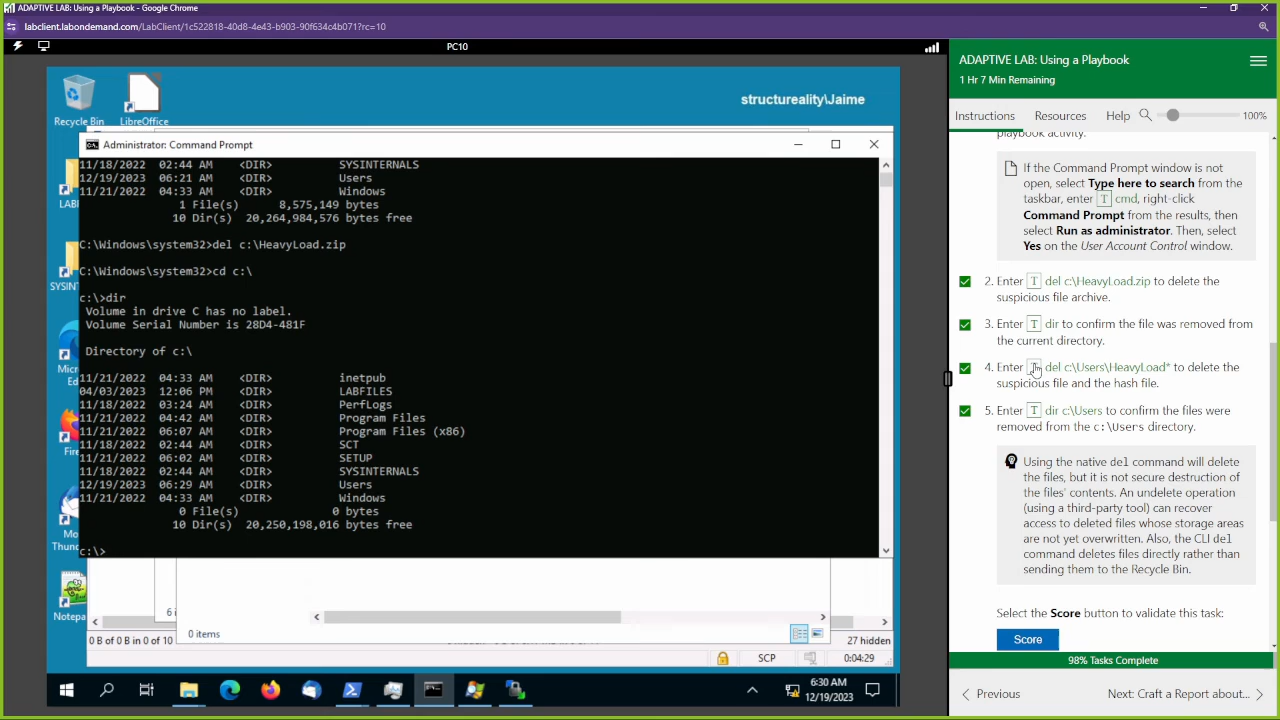 ADAPTIVE LAB: Using a Playbook - Google Chrome
labclient.labondemand.com/LabClient/1c522818-40d8-4e43-b903-90f634c4b071?rc=10
PC10
Recycle Bin
LibreOffice
structureality\Jaime
LAB
SYSIN
Micros
Ed
Fire
Mo
Thund
Notepa
Administrator: Command Prompt
11/18/2022 02:44 AM <DIR> SYSINTERNALS
12/19/2023 06:21 AM <DIR> Users
11/21/2022 04:33 AM <DIR> Windows
1 File(s) 8,575,149 bytes
10 Dir(s) 20,264,984,576 bytes free
C:\Windows\system32>del c:\HeavyLoad.zip
C:\Windows\system32>cd c:\
c:\>dir
Volume in drive C has no label.
Volume Serial Number is 28D4-481F
Directory of c:\
11/21/2022 04:33 AM <DIR> inetpub
04/03/2023 12:06 PM <DIR> LABFILES
11/18/2022 03:24 AM <DIR> PerfLogs
11/21/2022 04:42 AM <DIR> Program Files
11/21/2022 06:07 AM <DIR> Program Files (x86)
11/18/2022 02:44 AM <DIR> SCT
11/21/2022 06:02 AM <DIR> SETUP
11/18/2022 02:44 AM <DIR> SYSINTERNALS
12/19/2023 06:29 AM <DIR> Users
11/21/2022 04:33 AM <DIR> Windows
0 File(s) 0 bytes
10 Dir(s) 20,250,198,016 bytes free
c:\>
6 i
0 items
0 B of 0 B in 0 of 10
27 hidden
SCP
0:04:29
6:30 AM
12/19/2023
ADAPTIVE LAB: Using a Playbook
1 Hr 7 Min Remaining
Instructions Resources Help 100%
playbook activity.
If the Command Prompt window is not
open, select Type here to search from the
taskbar, enter T cmd, right-click
Command Prompt from the results, then
select Run as administrator. Then, select
Yes on the User Account Control window.
2. Enter T del c:\HeavyLoad.zip to delete the
suspicious file archive.
3. Enter T dir to confirm the file was removed from
the current directory.
4. Enter T del c:\Users\HeavyLoad* to delete the
suspicious file and the hash file.
5. Enter T dir c:\Users to confirm the files were
removed from the c:\Users directory.
Using the native del command will delete
the files, but it is not secure destruction of
the files' contents. An undelete operation
(using a third-party tool) can recover
access to deleted files whose storage areas
are not yet overwritten. Also, the CLI del
command deletes files directly rather than
sending them to the Recycle Bin.
Select the Score button to validate this task:
Score
98% Tasks Complete
Previous
Next: Craft a Report about...